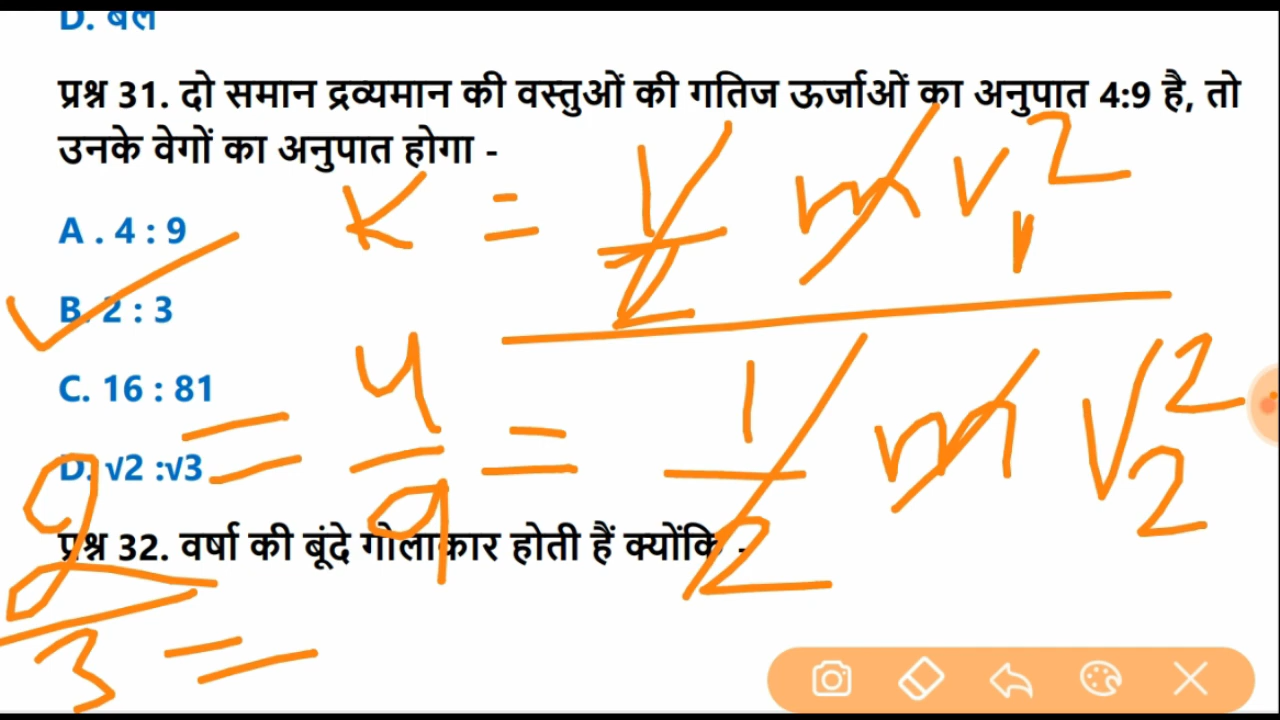 D. बल
प्रश्न 31. दो समान द्रव्यमान की वस्तुओं की गतिज ऊर्जाओं का अनुपात 4:9 है, तो
उनके वेगों का अनुपात होगा -
K = 1/2 mv₁²
A . 4 : 9
B. 2 : 3
C. 16 : 81
= 4/9 = 1/2 mv₂²
D. √2 :√3
प्रश्न 32. वर्षा की बूंदे गोलाकार होती हैं क्योंकि -
2/3 =